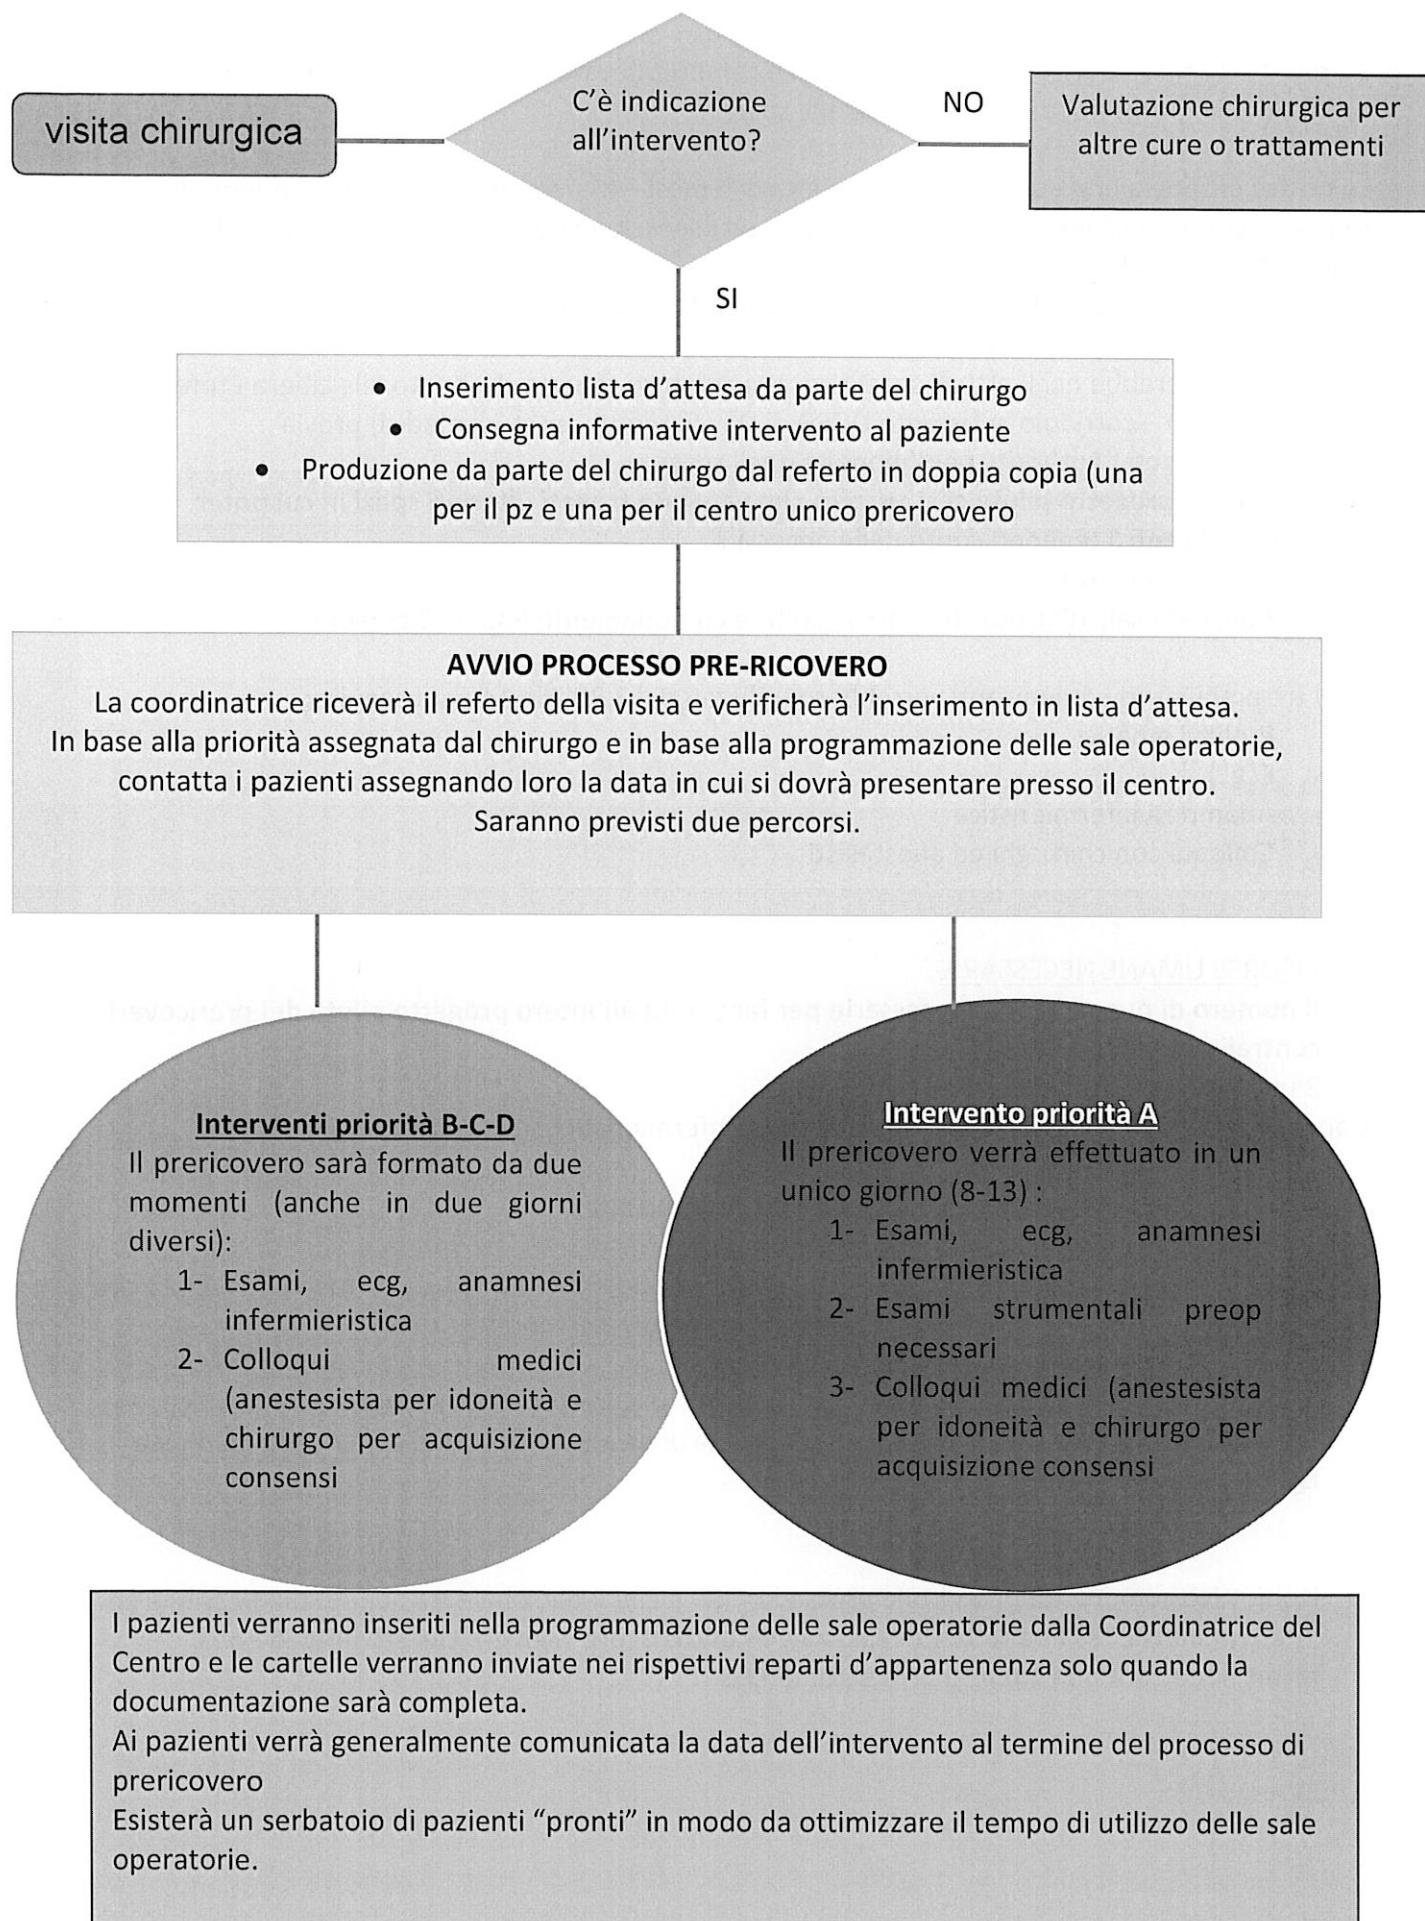 visita chirurgica
C'è indicazione
all'intervento?
NO
Valutazione chirurgica per
altre cure o trattamenti
SI
• Inserimento lista d'attesa da parte del chirurgo
• Consegna informative intervento al paziente
• Produzione da parte del chirurgo dal referto in doppia copia (una
per il pz e una per il centro unico prericovero
AVVIO PROCESSO PRE-RICOVERO
La coordinatrice riceverà il referto della visita e verificherà l'inserimento in lista d'attesa.
In base alla priorità assegnata dal chirurgo e in base alla programmazione delle sale operatorie,
contatta i pazienti assegnando loro la data in cui si dovrà presentare presso il centro.
Saranno previsti due percorsi.
Interventi priorità B-C-D
Il prericovero sarà formato da due
momenti (anche in due giorni
diversi):
1- Esami, ecg, anamnesi
infermieristica
2- Colloqui medici
(anestesista per idoneità e
chirurgo per acquisizione
consensi
Intervento priorità A
Il prericovero verrà effettuato in un
unico giorno (8-13) :
1- Esami, ecg, anamnesi
infermieristica
2- Esami strumentali preop
necessari
3- Colloqui medici (anestesista
per idoneità e chirurgo per
acquisizione consensi
I pazienti verranno inseriti nella programmazione delle sale operatorie dalla Coordinatrice del
Centro e le cartelle verranno inviate nei rispettivi reparti d'appartenenza solo quando la
documentazione sarà completa.
Ai pazienti verrà generalmente comunicata la data dell'intervento al termine del processo di
prericovero
Esisterà un serbatoio di pazienti "pronti" in modo da ottimizzare il tempo di utilizzo delle sale
operatorie.